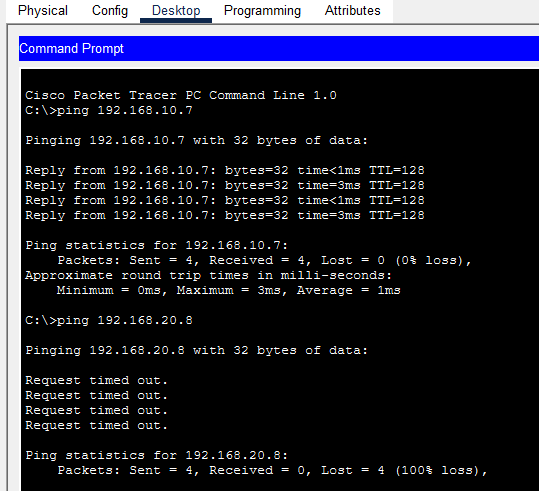 Physical Config Desktop Programming Attributes
Command Prompt
Cisco Packet Tracer PC Command Line 1.0
C:\>ping 192.168.10.7
Pinging 192.168.10.7 with 32 bytes of data:
Reply from 192.168.10.7: bytes=32 time<1ms TTL=128
Reply from 192.168.10.7: bytes=32 time=3ms TTL=128
Reply from 192.168.10.7: bytes=32 time<1ms TTL=128
Reply from 192.168.10.7: bytes=32 time=3ms TTL=128
Ping statistics for 192.168.10.7:
Packets: Sent = 4, Received = 4, Lost = 0 (0% loss),
Approximate round trip times in milli-seconds:
Minimum = 0ms, Maximum = 3ms, Average = 1ms
C:\>ping 192.168.20.8
Pinging 192.168.20.8 with 32 bytes of data:
Request timed out.
Request timed out.
Request timed out.
Request timed out.
Ping statistics for 192.168.20.8:
Packets: Sent = 4, Received = 0, Lost = 4 (100% loss),